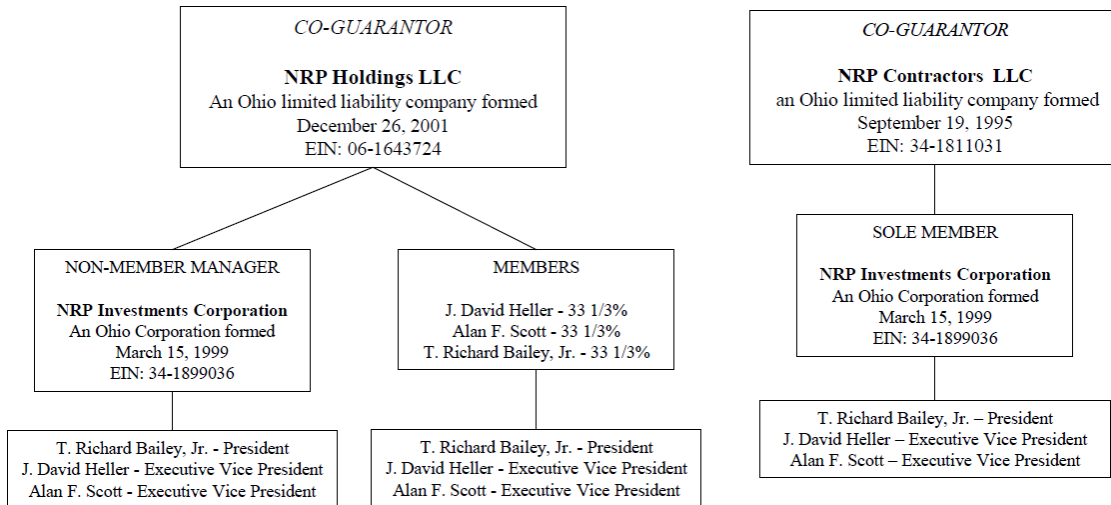 CO-GUARANTOR
NRP Holdings LLC
An Ohio limited liability company formed
December 26, 2001
EIN: 06-1643724
NON-MEMBER MANAGER
NRP Investments Corporation
An Ohio Corporation formed
March 15, 1999
EIN: 34-1899036
T. Richard Bailey, Jr. - President
J. David Heller - Executive Vice President
Alan F. Scott - Executive Vice President
MEMBERS
J. David Heller - 33 1/3%
Alan F. Scott - 33 1/3%
T. Richard Bailey, Jr. - 33 1/3%
T. Richard Bailey, Jr. - President
J. David Heller - Executive Vice President
Alan F. Scott - Executive Vice President
CO-GUARANTOR
NRP Contractors LLC
an Ohio limited liability company formed
September 19, 1995
EIN: 34-1811031
SOLE MEMBER
NRP Investments Corporation
An Ohio Corporation formed
March 15, 1999
EIN: 34-1899036
T. Richard Bailey, Jr. – President
J. David Heller – Executive Vice President
Alan F. Scott – Executive Vice President